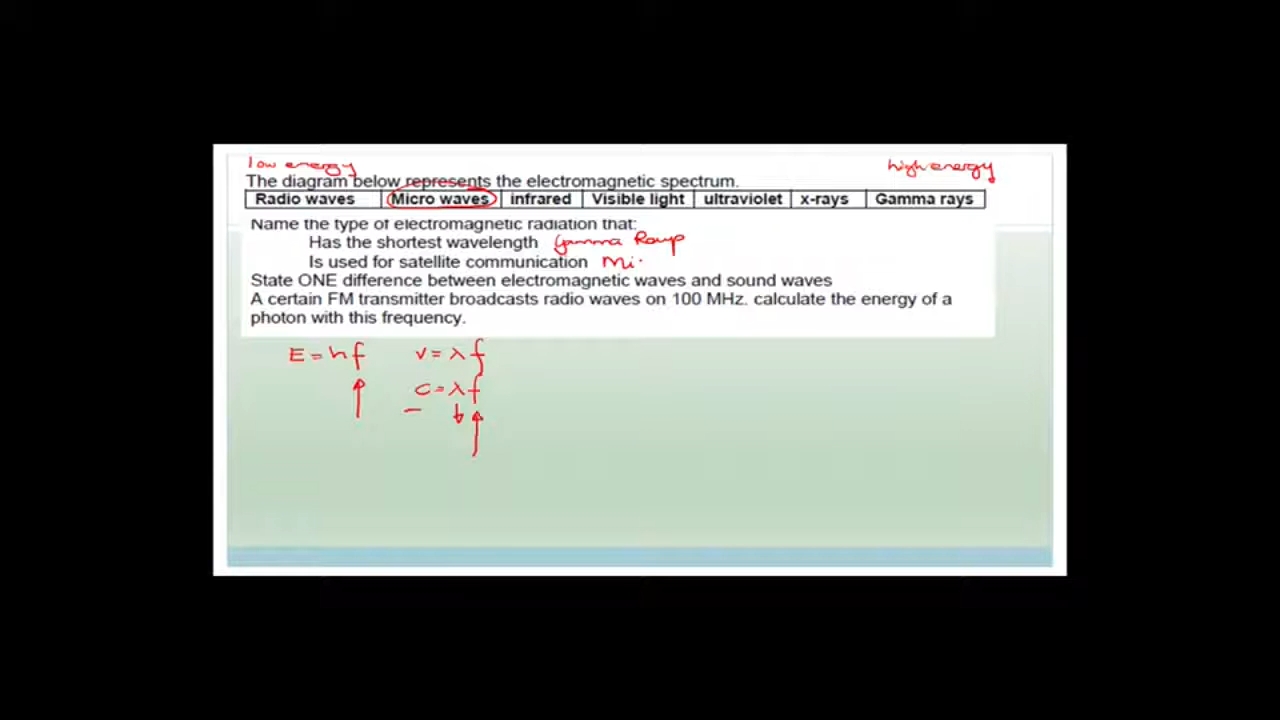 low energy high energy
The diagram below represents the electromagnetic spectrum.
Radio waves Micro waves infrared Visible light ultraviolet x-rays Gamma rays
Name the type of electromagnetic radiation that:
Has the shortest wavelength Gamma Rays
Is used for satellite communication Mi
State ONE difference between electromagnetic waves and sound waves
A certain FM transmitter broadcasts radio waves on 100 MHz. calculate the energy of a
photon with this frequency.
E = hf v = λf
c = λf